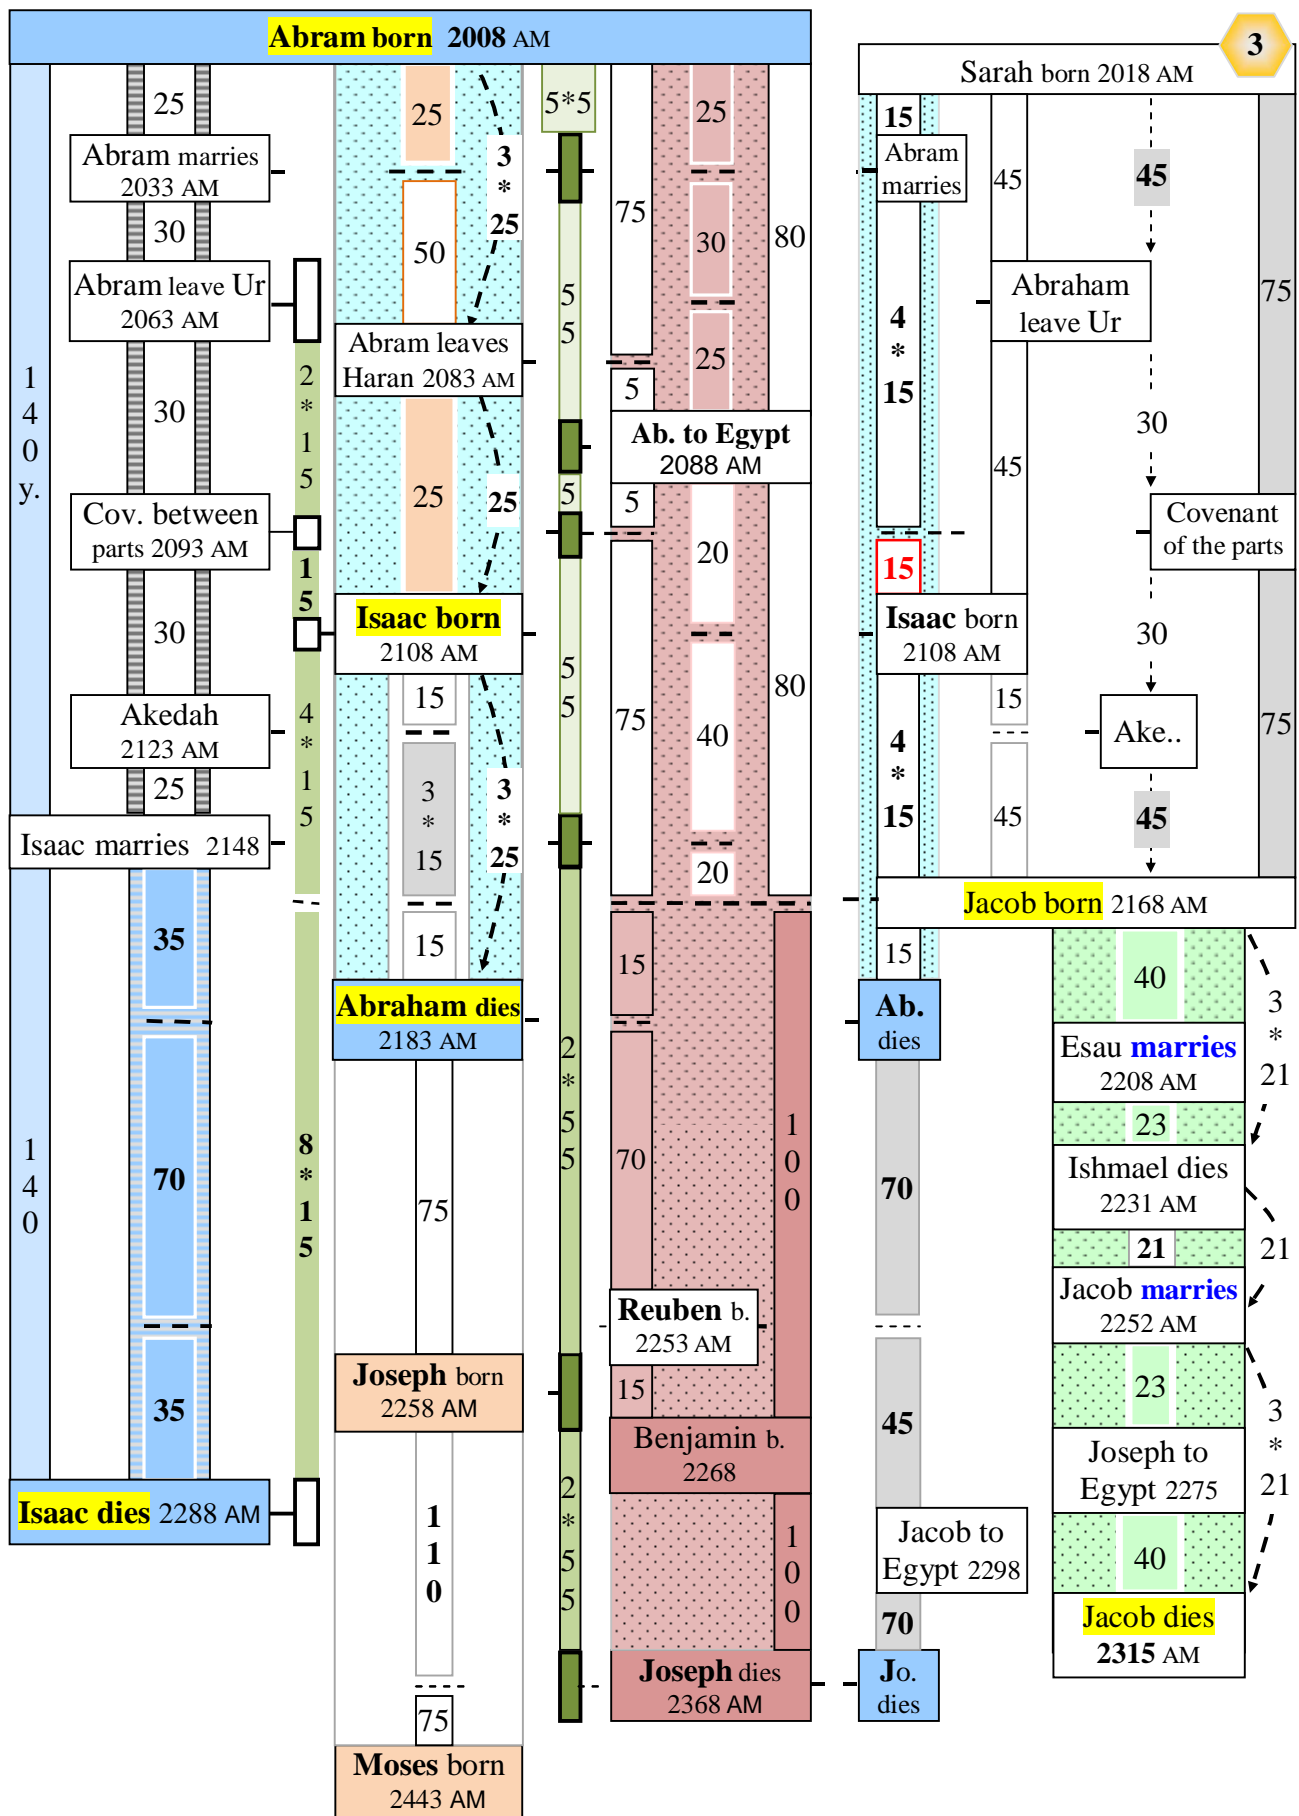 Abram born 2008 AM
3
Sarah born 2018 AM
25
25
3
*
25
5*5
25
15
Abram marries
2033 AM
Abram
marries
45
45
75
80
75
30
50
30
Abram leave Ur
2063 AM
5
5
4
*
15
Abraham
leave Ur
Abram leaves
Haran 2083 AM
25
5
1
4
0
y.
2
*
1
5
30
25
25
Ab. to Egypt
2088 AM
5
5
45
30
Cov. between
parts 2093 AM
20
Covenant
of the parts
1
5
15
30
Isaac born
2108 AM
Isaac born
2108 AM
30
5
5
75
40
80
15
15
75
Akedah
2123 AM
4
*
1
5
Ake..
25
3
*
15
3
*
25
4
*
15
45
45
Isaac marries 2148
20
Jacob born 2168 AM
35
15
15
15
40
3
*
21
Abraham dies
2183 AM
Ab.
dies
Esau marries
2208 AM
2
*
5
5
23
1
4
0
70
8
*
1
5
75
70
1
0
0
70
Ishmael dies
2231 AM
21
21
Jacob marries
2252 AM
Reuben b.
2253 AM
Joseph born
2258 AM
15
35
45
23
3
*
21
Benjamin b.
2268
Joseph to
Egypt 2275
Isaac dies 2288 AM
1
1
0
2
*
5
5
1
0
0
Jacob to
Egypt 2298
40
70
Jacob dies
2315 AM
Joseph dies
2368 AM
Jo.
dies
75
Moses born
2443 AM